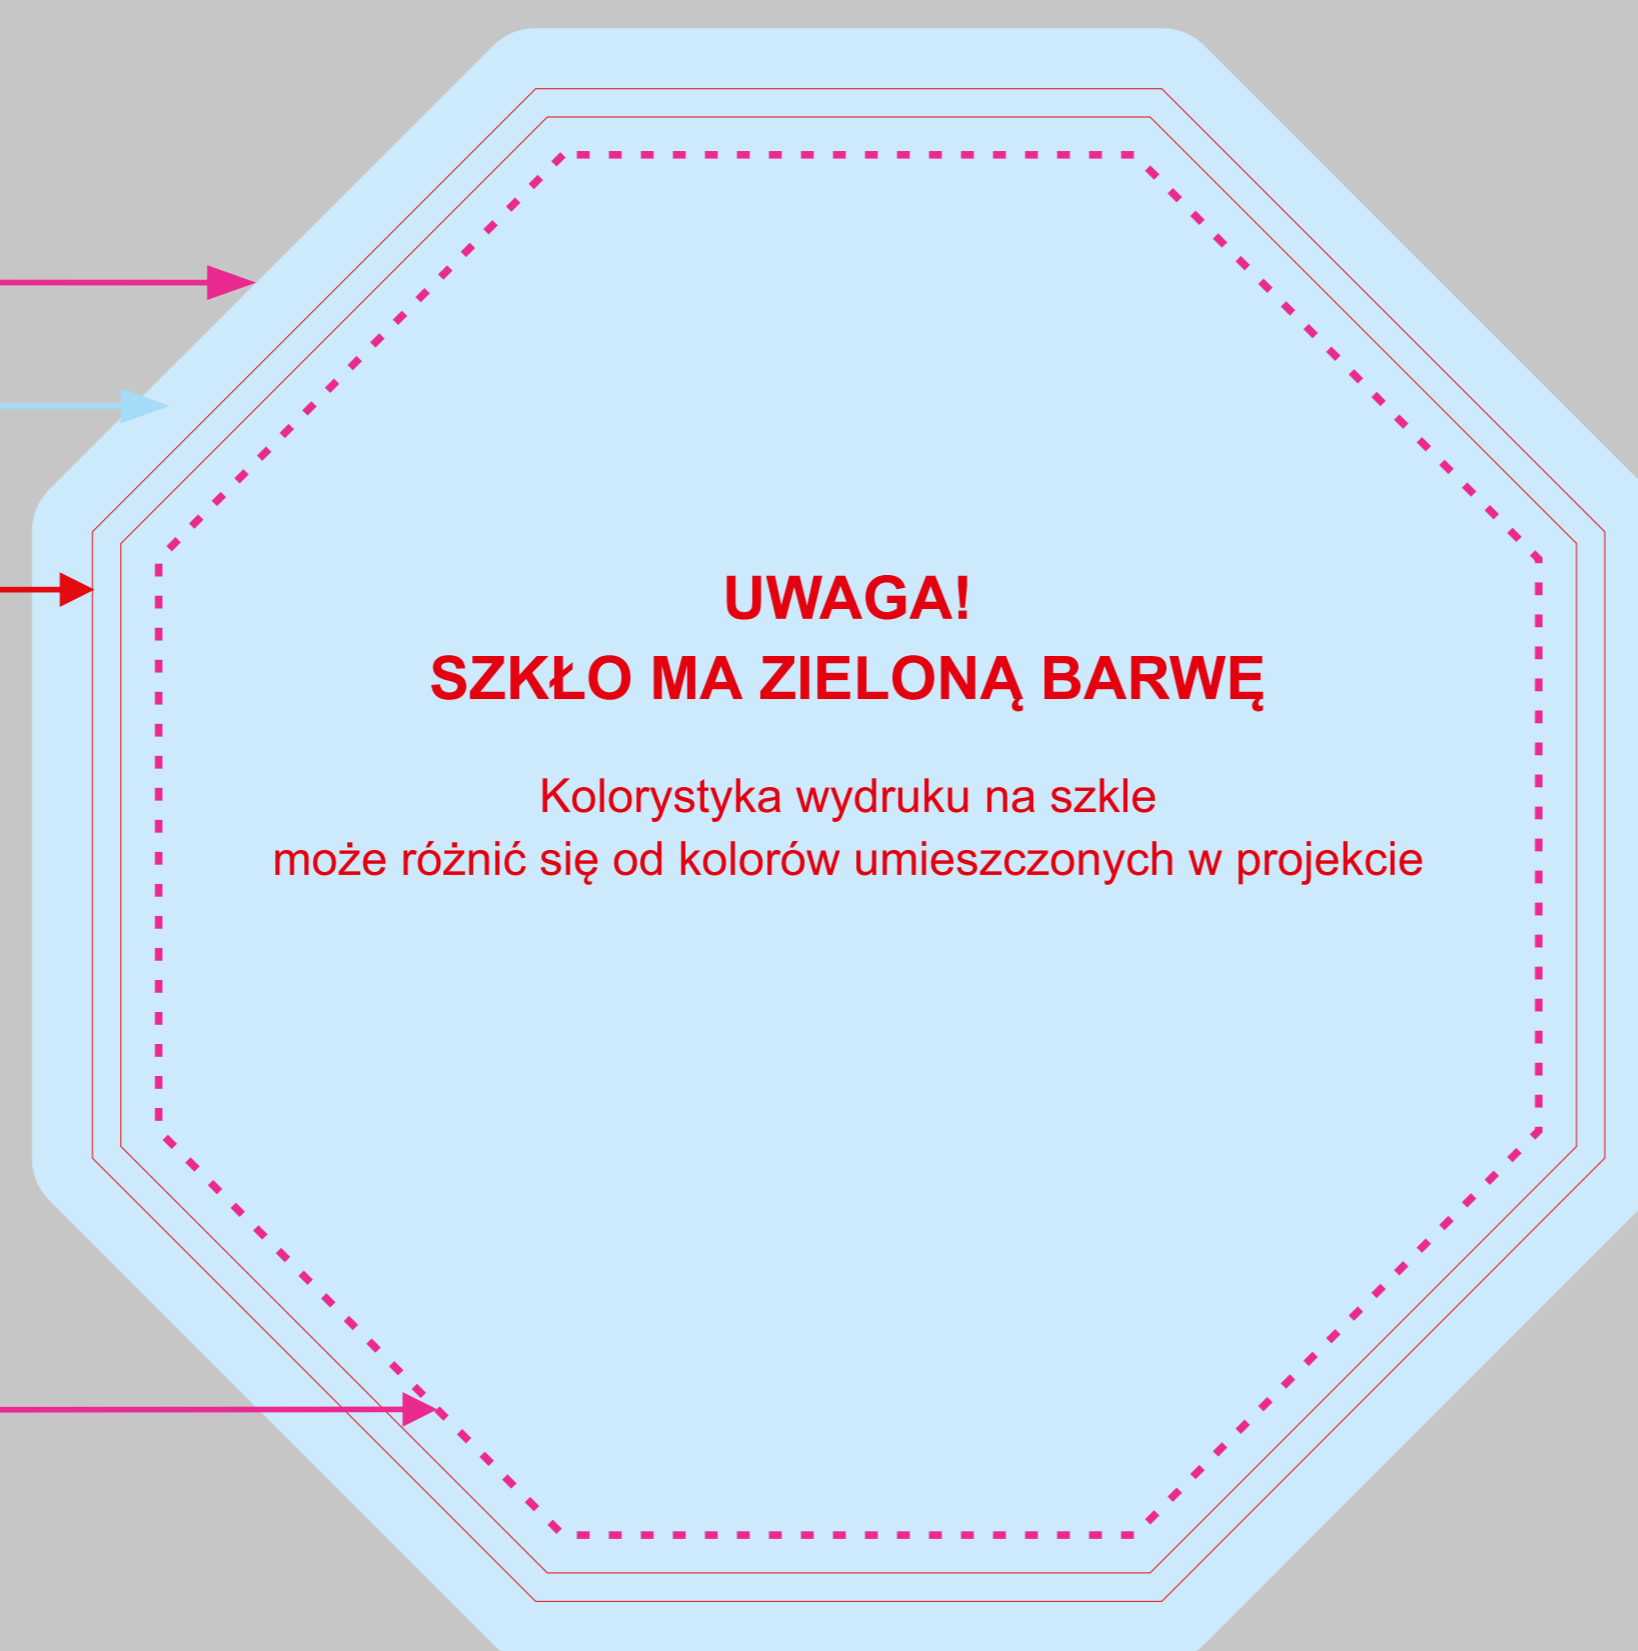 UWAGA!
SZKŁO MA ZIELONĄ BARWĘ
Kolorystyka wydruku na szkle
może różnić się od kolorów umieszczonych w projekcie